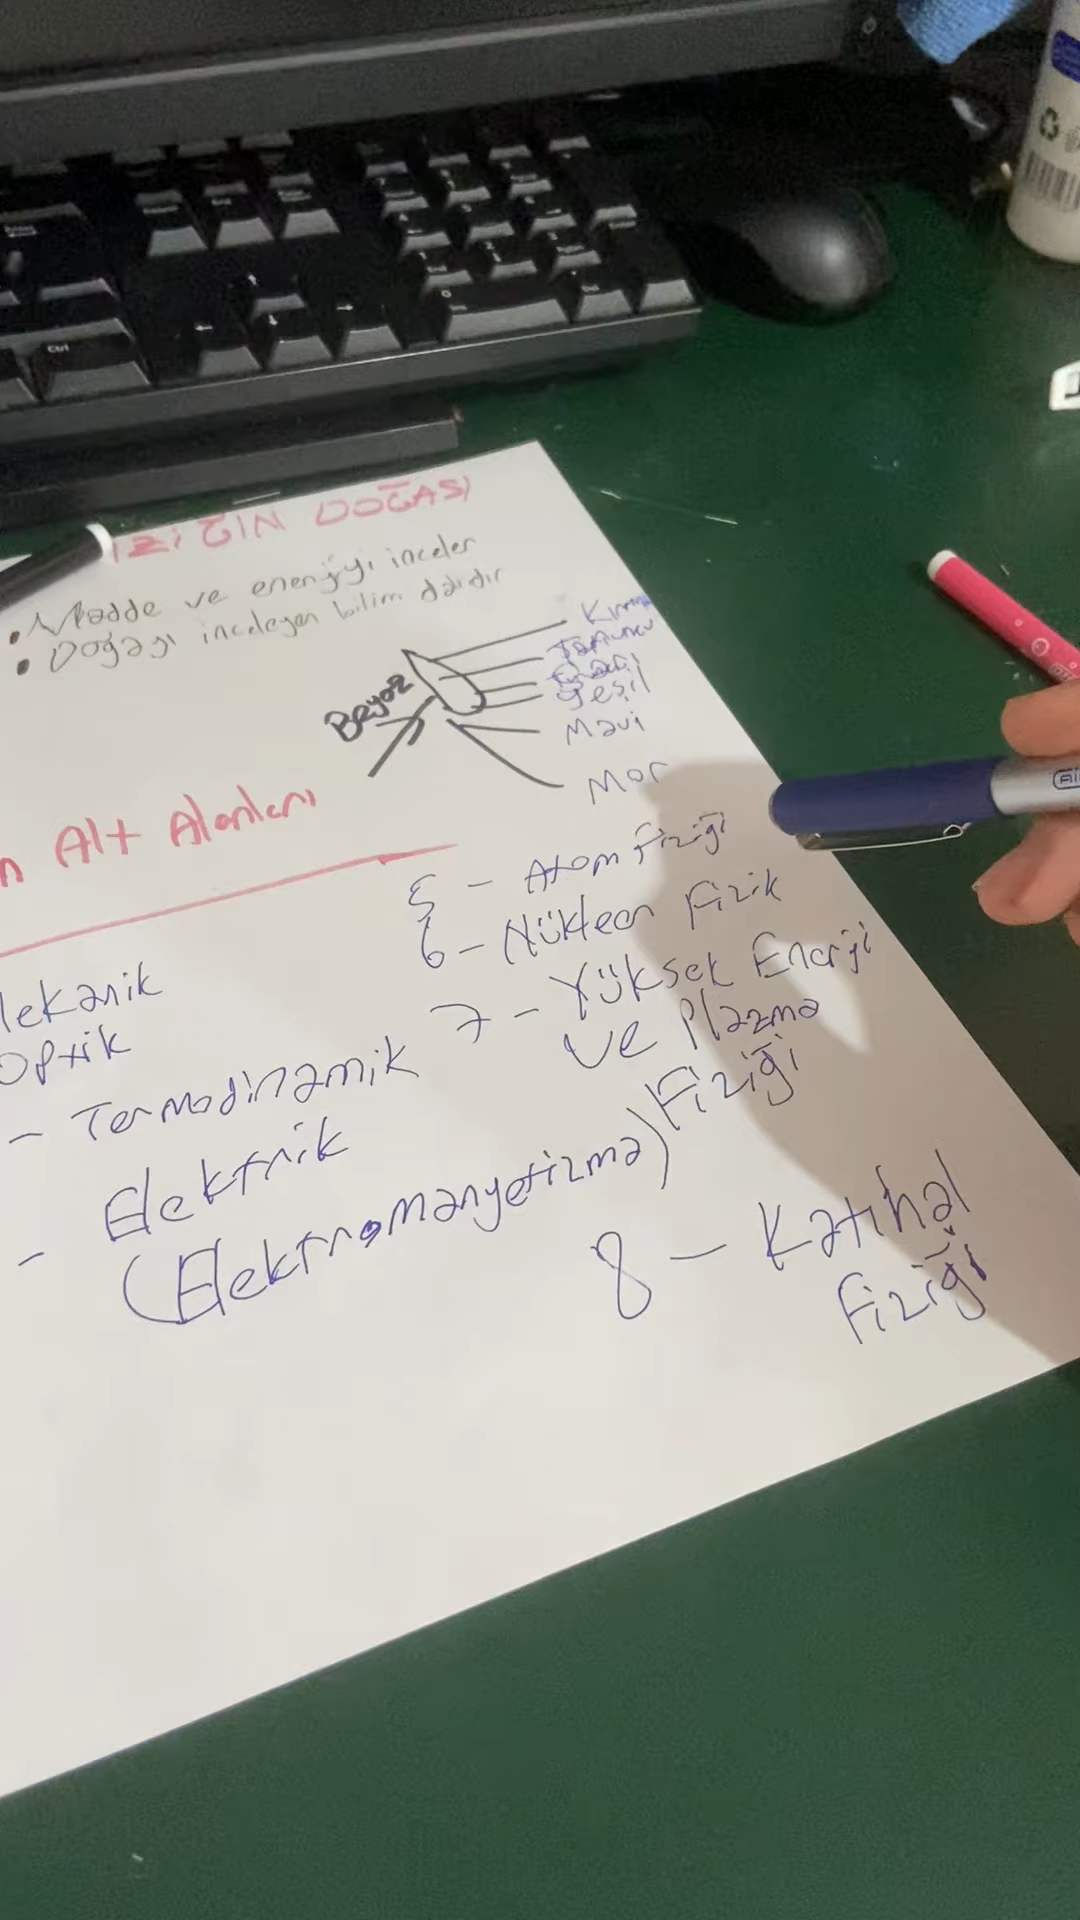 İZİĞİN DOĞASI
• Madde ve enerjiyi inceler
• Doğayı inceleyen bilim dalıdır
Beyaz
Turuncu
Yeşil
Mavi
Mor
n Alt Alanları
lekanik
Optik
- Termodinamik
- Elektrik
(Elektromanyetizma)
5 - Atom Fiziği
6 - Nükleer Fizik
7 - Yüksek Enerji
ve Plazma
Fiziği
8 - Katıhal
Fiziği
Ctrl